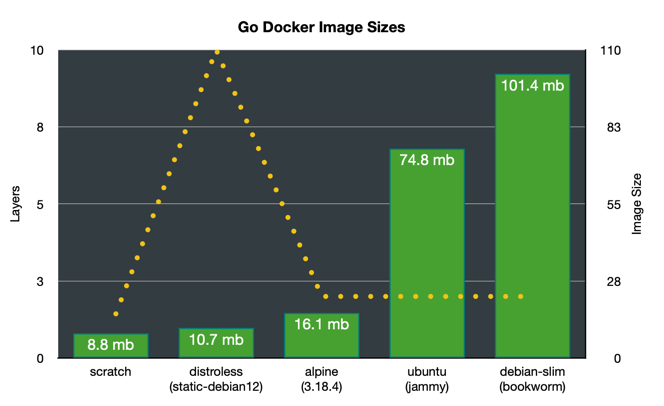 Go Docker Image Sizes
10
8
5
3
0
Layers
110
83
55
28
0
Image Size
8.8 mb
10.7 mb
16.1 mb
74.8 mb
101.4 mb
scratch
distroless
(static-debian12)
alpine
(3.18.4)
ubuntu
(jammy)
debian-slim
(bookworm)